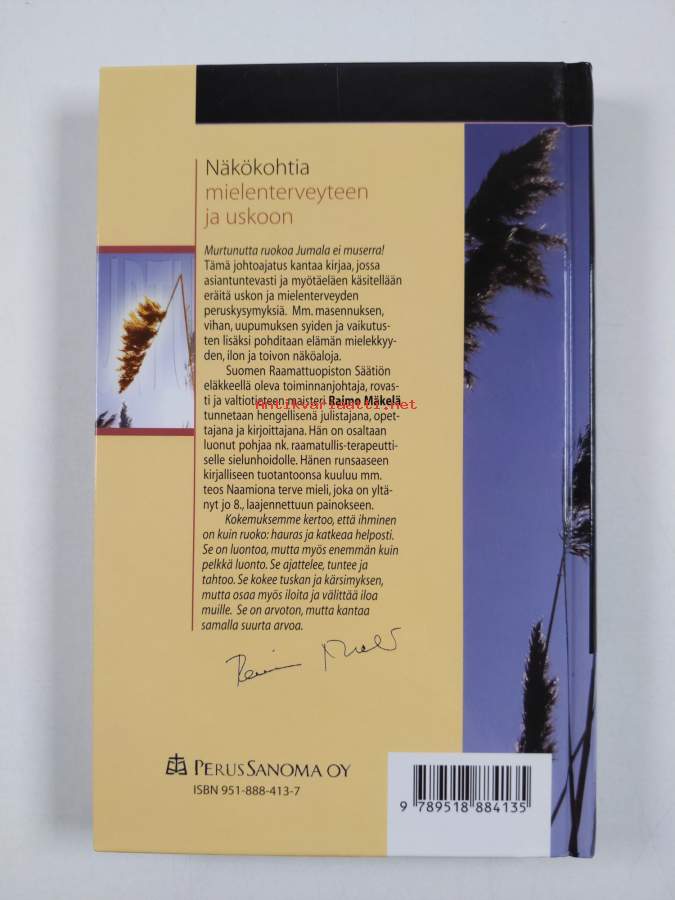 Näkökohtia
mielenterveyteen
ja uskoon
Murtunutta ruokoa Jumala ei muserra!
Tämä johtoajatus kantaa kirjaa, jossa
asiantuntevasti ja myötäeläen käsitellään
eräitä uskon ja mielenterveyden
peruskysymyksiä. Mm. masennuksen,
vihan, uupumuksen syiden ja vaikutus-
ten lisäksi pohditaan elämän mielekkyy-
den, ilon ja toivon näköaloja.
Suomen Raamattuopiston Säätiön
eläkkeellä oleva toiminnanjohtaja, rovas-
ti ja valtiotieteen maisteri Raimo Mäkelä
Antikvariaatti.net
tunnetaan hengellisenä julistajana, opet-
tajana ja kirjoittajana. Hän on osaltaan
luonut pohjaa nk. raamatullis-terapeutti-
selle sielunhoidolle. Hänen runsaaseen
kirjalliseen tuotantoonsa kuuluu mm.
teos Naamiona terve mieli, joka on yltä-
nyt jo 8., laajennettuun painokseen.
Kokemuksemme kertoo, että ihminen
on kuin ruoko: hauras ja katkeaa helposti.
Se on luontoa, mutta myös enemmän kuin
pelkkä luonto. Se ajattelee, tuntee ja
tahtoo. Se kokee tuskan ja kärsimyksen,
mutta osaa myös iloita ja välittää iloa
muille. Se on arvoton, mutta kantaa
samalla suurta arvoa.
PERUSSANOMA OY
ISBN 951-888-413-7
9 789518 884135